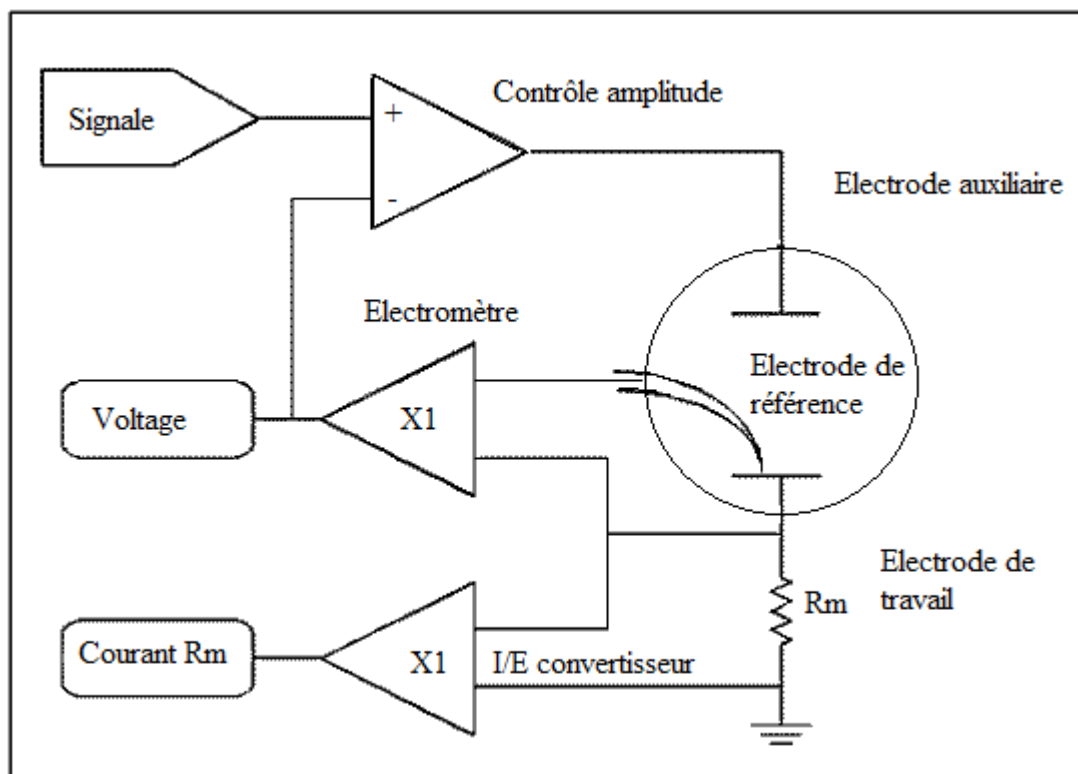 Contrôle amplitude
Signale
+
-
Electrode auxiliaire
Electromètre
Electrode de
référence
Voltage
X1
Electrode de
travail
Rm
Courant Rm
X1
I/E convertisseur